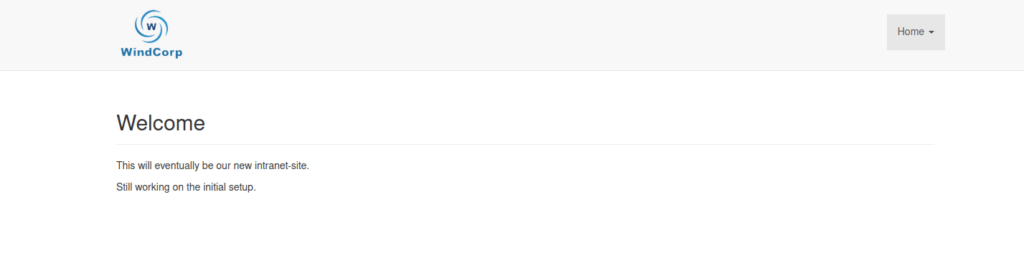 W
WindCorp
Home
Welcome
This will eventually be our new intranet-site.
Still working on the initial setup.